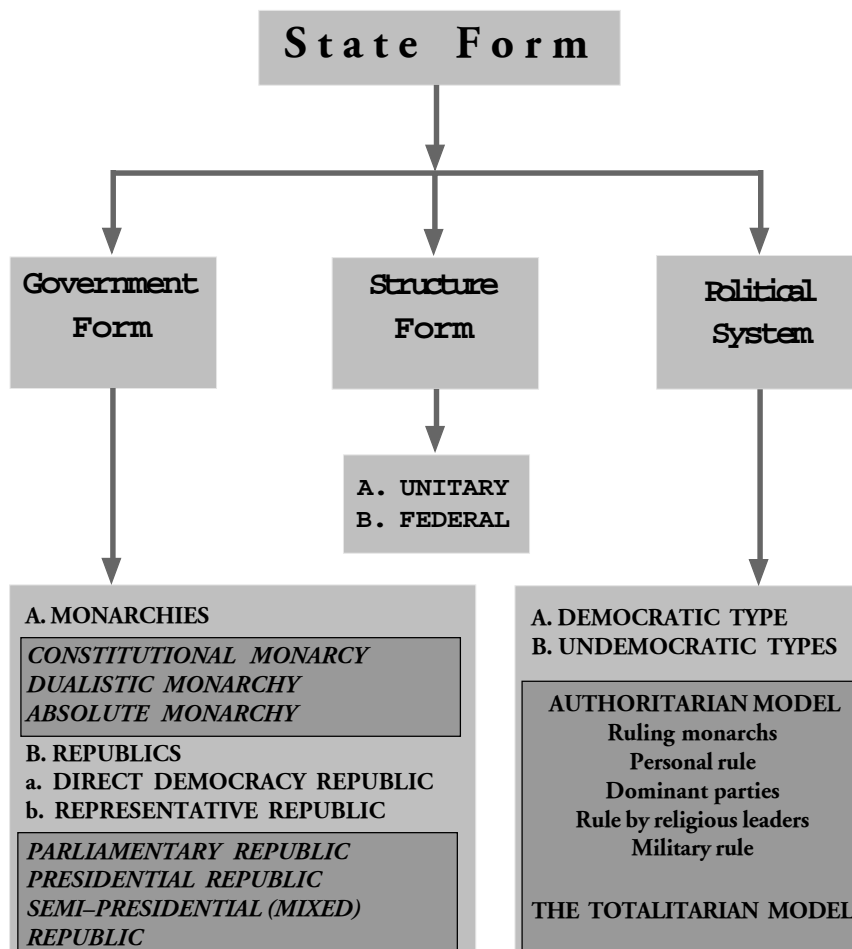 State Form
Government
Form
Structure
Form
Political
System
A. UNITARY
B. FEDERAL
A. MONARCHIES
CONSTITUTIONAL MONARCY
DUALISTIC MONARCHY
ABSOLUTE MONARCHY
B. REPUBLICS
a. DIRECT DEMOCRACY REPUBLIC
b. REPRESENTATIVE REPUBLIC
PARLIAMENTARY REPUBLIC
PRESIDENTIAL REPUBLIC
SEMI–PRESIDENTIAL (MIXED)
REPUBLIC
A. DEMOCRATIC TYPE
B. UNDEMOCRATIC TYPES
AUTHORITARIAN MODEL
Ruling monarchs
Personal rule
Dominant parties
Rule by religious leaders
Military rule
THE TOTALITARIAN MODEL